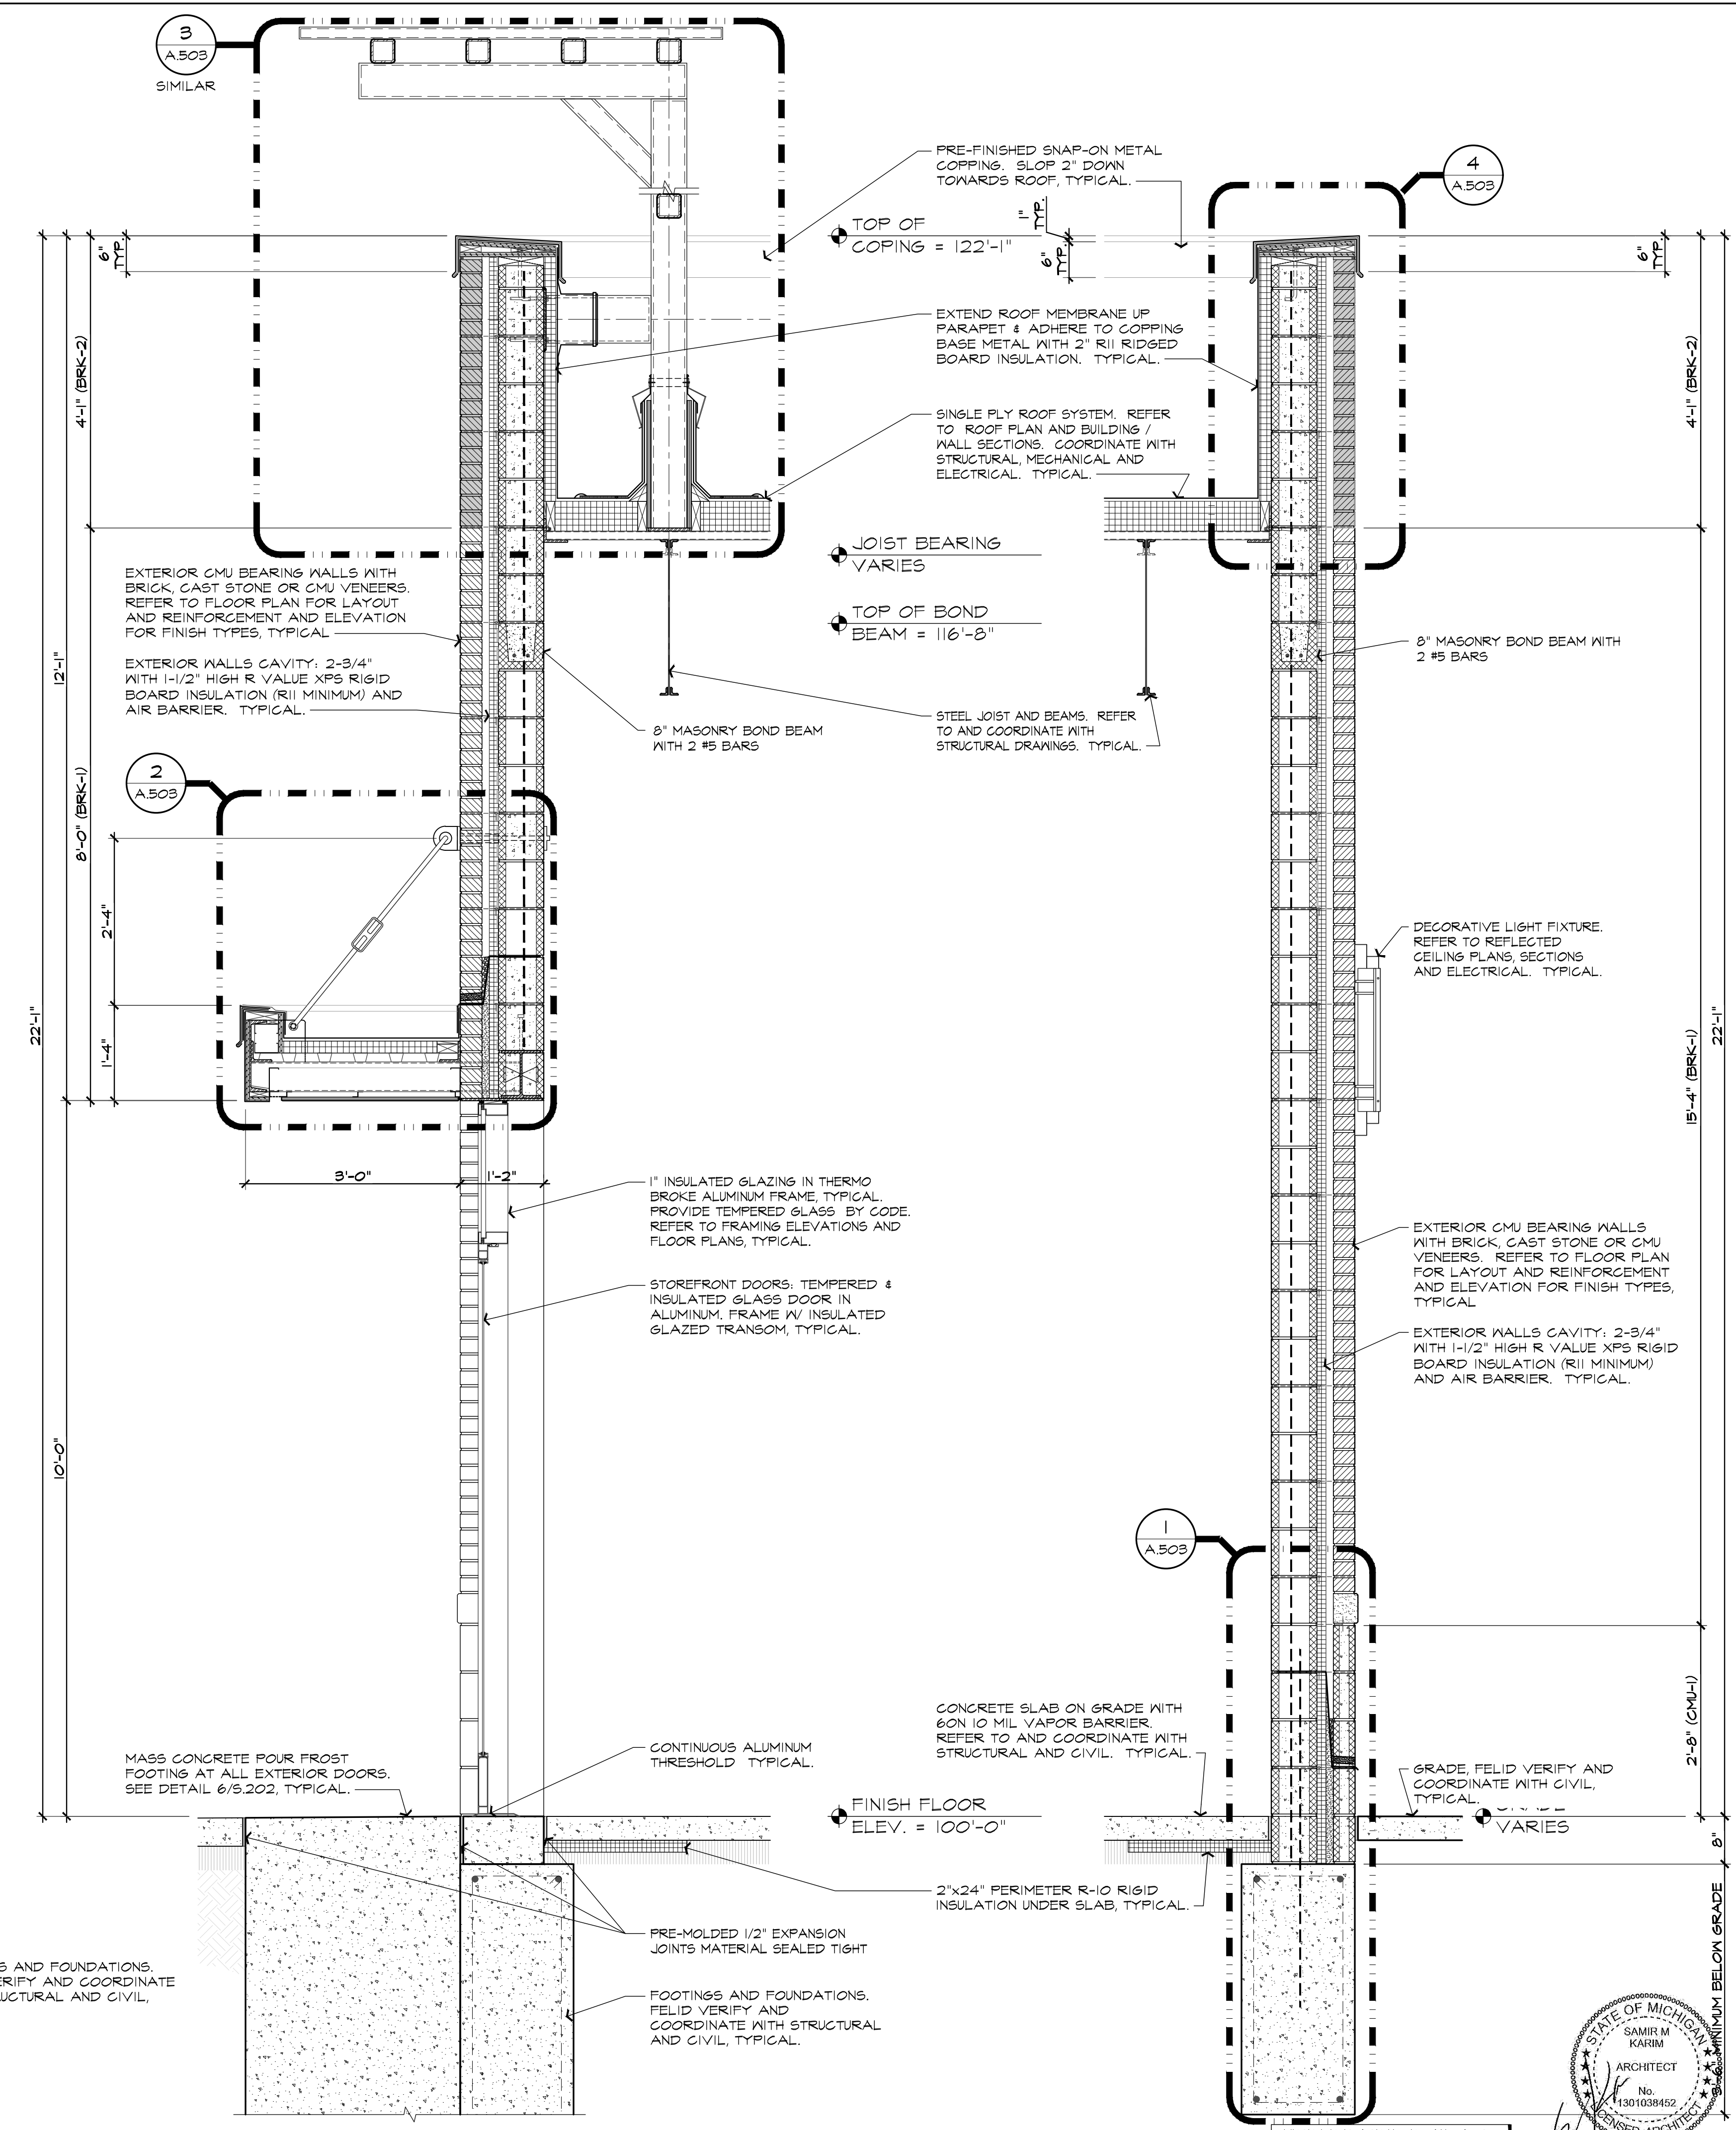 3
A.503
SIMILAR
PRE-FINISHED SNAP-ON METAL
COPPING. SLOP 2" DOWN
TOWARDS ROOF, TYPICAL.
4
A.503
TOP OF
COPING = 122'-1"
1"
TYP.
6"
TYP.
6"
TYP.
6"
TYP.
EXTEND ROOF MEMBRANE UP
PARAPET & ADHERE TO COPPING
BASE METAL WITH 2" R11 RIDGED
BOARD INSULATION. TYPICAL.
4'-1" (BRK-2)
4'-1" (BRK-2)
SINGLE PLY ROOF SYSTEM. REFER
TO ROOF PLAN AND BUILDING /
WALL SECTIONS. COORDINATE WITH
STRUCTURAL, MECHANICAL AND
ELECTRICAL. TYPICAL.
JOIST BEARING
VARIES
EXTERIOR CMU BEARING WALLS WITH
BRICK, CAST STONE OR CMU VENEERS.
REFER TO FLOOR PLAN FOR LAYOUT
AND REINFORCEMENT AND ELEVATION
FOR FINISH TYPES, TYPICAL
TOP OF BOND
BEAM = 116'-8"
8" MASONRY BOND BEAM WITH
2 #5 BARS
EXTERIOR WALLS CAVITY: 2-3/4"
WITH 1-1/2" HIGH R VALUE XPS RIGID
BOARD INSULATION (R11 MINIMUM) AND
AIR BARRIER. TYPICAL.
12'-1"
8" MASONRY BOND BEAM
WITH 2 #5 BARS
STEEL JOIST AND BEAMS. REFER
TO AND COORDINATE WITH
STRUCTURAL DRAWINGS. TYPICAL.
2
A.503
8'-0" (BRK-1)
2'-4"
DECORATIVE LIGHT FIXTURE.
REFER TO REFLECTED
CEILING PLANS, SECTIONS
AND ELECTRICAL. TYPICAL.
22'-1"
1'-4"
22'-1"
15'-4" (BRK-1)
3'-0"
1'-2"
1" INSULATED GLAZING IN THERMO
BROKE ALUMINUM FRAME, TYPICAL.
PROVIDE TEMPERED GLASS BY CODE.
REFER TO FRAMING ELEVATIONS AND
FLOOR PLANS, TYPICAL.
EXTERIOR CMU BEARING WALLS
WITH BRICK, CAST STONE OR CMU
VENEERS. REFER TO FLOOR PLAN
FOR LAYOUT AND REINFORCEMENT
AND ELEVATION FOR FINISH TYPES,
TYPICAL
STOREFRONT DOORS: TEMPERED &
INSULATED GLASS DOOR IN
ALUMINUM. FRAME W/ INSULATED
GLAZED TRANSOM, TYPICAL.
EXTERIOR WALLS CAVITY: 2-3/4"
WITH 1-1/2" HIGH R VALUE XPS RIGID
BOARD INSULATION (R11 MINIMUM)
AND AIR BARRIER. TYPICAL.
10'-0"
1
A.503
2'-8" (CMU-1)
CONCRETE SLAB ON GRADE WITH
6ON 10 MIL VAPOR BARRIER.
REFER TO AND COORDINATE WITH
STRUCTURAL AND CIVIL. TYPICAL.
MASS CONCRETE POUR FROST
FOOTING AT ALL EXTERIOR DOORS.
SEE DETAIL 6/S.202, TYPICAL.
CONTINUOUS ALUMINUM
THRESHOLD TYPICAL.
GRADE, FELID VERIFY AND
COORDINATE WITH CIVIL,
TYPICAL.
FINISH FLOOR
ELEV. = 100'-0"
GRADE
VARIES
8"
2"x24" PERIMETER R-10 RIGID
INSULATION UNDER SLAB, TYPICAL.
PRE-MOLDED 1/2" EXPANSION
JOINTS MATERIAL SEALED TIGHT
S AND FOUNDATIONS.
ERIFY AND COORDINATE
UCTURAL AND CIVIL,
FOOTINGS AND FOUNDATIONS.
FELID VERIFY AND
COORDINATE WITH STRUCTURAL
AND CIVIL, TYPICAL.
MINIMUM BELOW GRADE
STATE OF MICHIGAN
SAMIR M
KARIM
ARCHITECT
No.
1301038452
LICENSED ARCHITECT